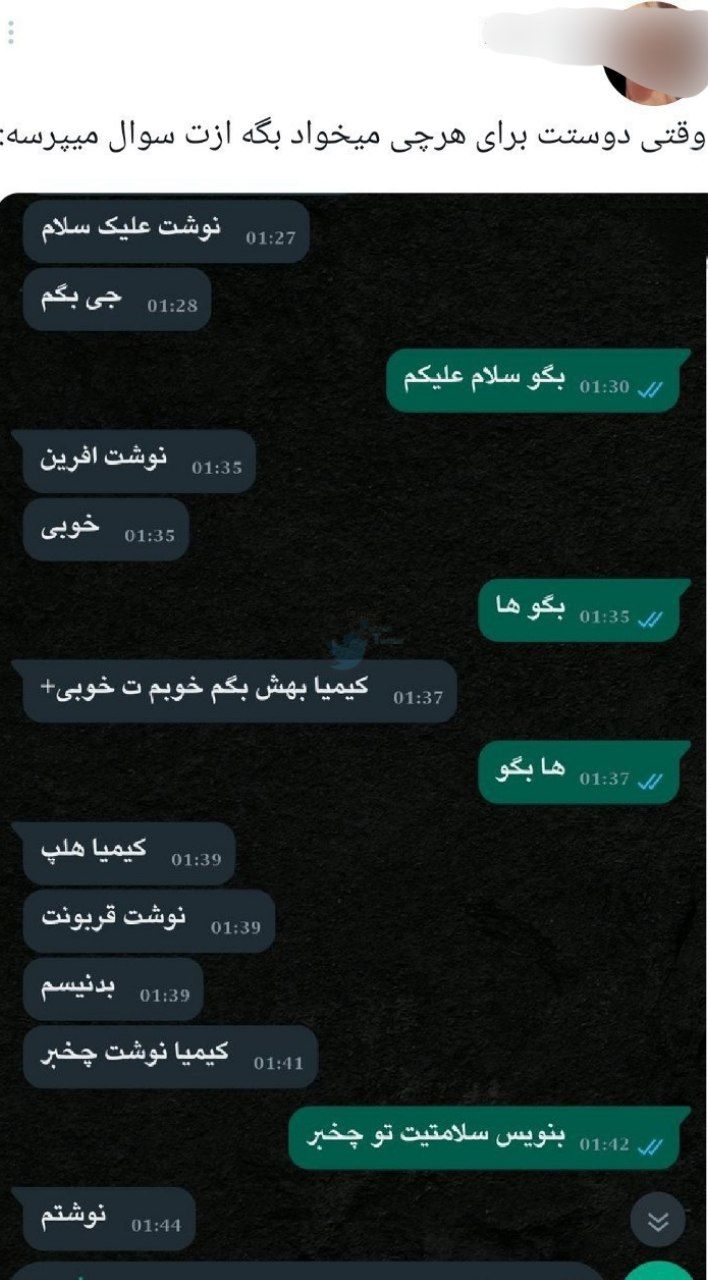 وقتی دوستت برای هرچی میخواد بگه ازت سوال میپرسه:
نوشت علیک سلام 01:27
جی بگم 01:28
بگو سلام علیکم 01:30
نوشت افرین 01:35
خوبی 01:35
بگو ها 01:35
کیمیا بهش بگم خوبم ت خوبی+ 01:37
ها بگو 01:37
کیمیا هلپ 01:39
نوشت قربونت 01:39
بدنیسم 01:39
کیمیا نوشت چخبر 01:41
بنویس سلامتیت تو چخبر 01:42
نوشتم 01:44